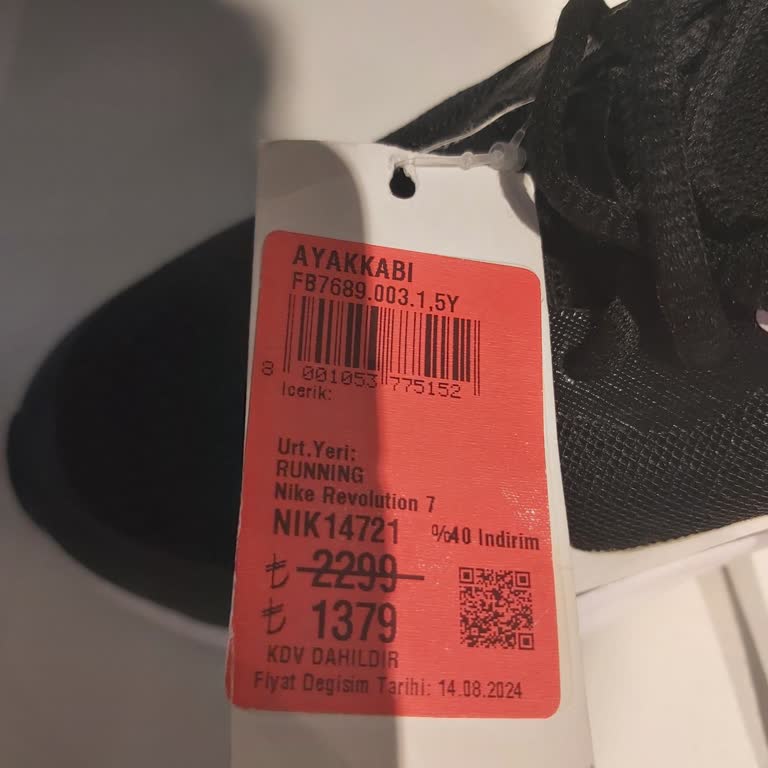 AYAKKABI
FB7689.003.1,5Y
8 001053 775152
Icerik:
Urt.Yeri:
RUNNING
Nike Revolution 7
NIK14721 %40 Indirim
₺ 2299
₺ 1379
KDV DAHILDIR
Fiyat Degisim Tarihi: 14.08.2024